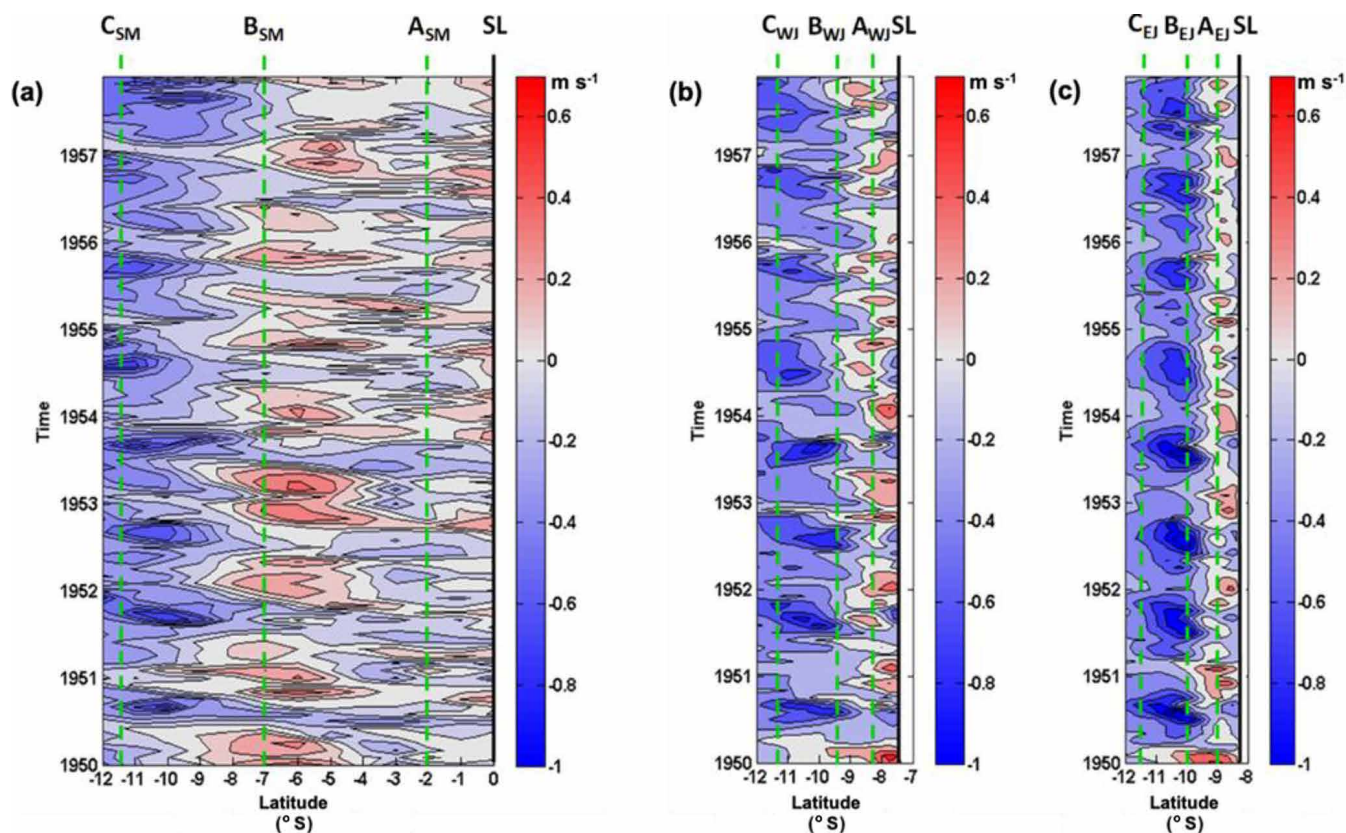 C_SM B_SM A_SM SL
(a)
m s⁻¹
0.6
0.4
0.2
0
-0.2
-0.4
-0.6
-0.8
-1
1957
1956
1955
1954
1953
1952
1951
1950
Time
-12 -11 -10 -9 -8 -7 -6 -5 -4 -3 -2 -1 0
Latitude
(° S)
C_WJ B_WJ A_WJ SL
(b)
m s⁻¹
0.6
0.4
0.2
0
-0.2
-0.4
-0.6
-0.8
-1
1957
1956
1955
1954
1953
1952
1951
1950
Time
-12 -11 -10 -9 -8 -7
Latitude
(° S)
C_EJ B_EJ A_EJ SL
(c)
m s⁻¹
0.6
0.4
0.2
0
-0.2
-0.4
-0.6
-0.8
-1
1957
1956
1955
1954
1953
1952
1951
1950
Time
-12 -11 -10 -9 -8
Latitude
(° S)